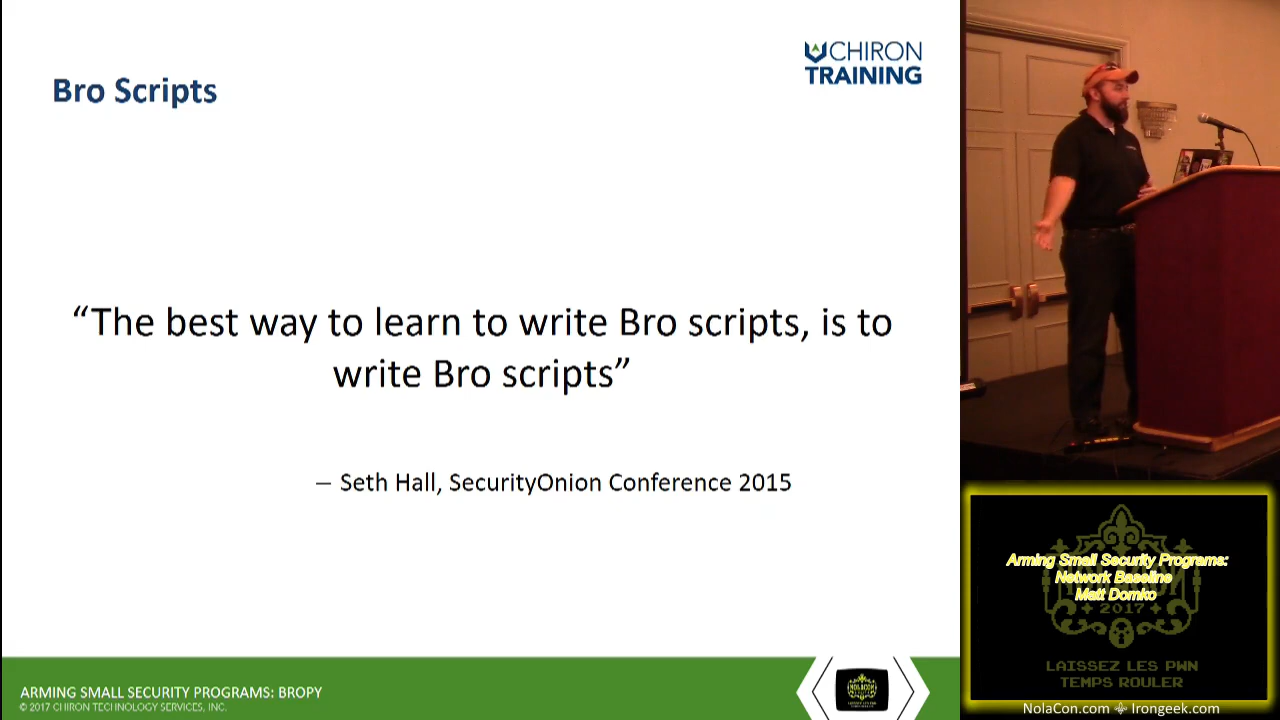 Bro Scripts
CHIRON
TRAINING
“The best way to learn to write Bro scripts, is to
write Bro scripts”
– Seth Hall, SecurityOnion Conference 2015
ARMING SMALL SECURITY PROGRAMS: BROPY
© 2017 CHIRON TECHNOLOGY SERVICES, INC.
Arming Small Security Programs:
Network Baseline
Matt Domko
2017
LAISSEZ LES PWN
TEMPS ROULER
NolaCon.com ⚜ Irongeek.com